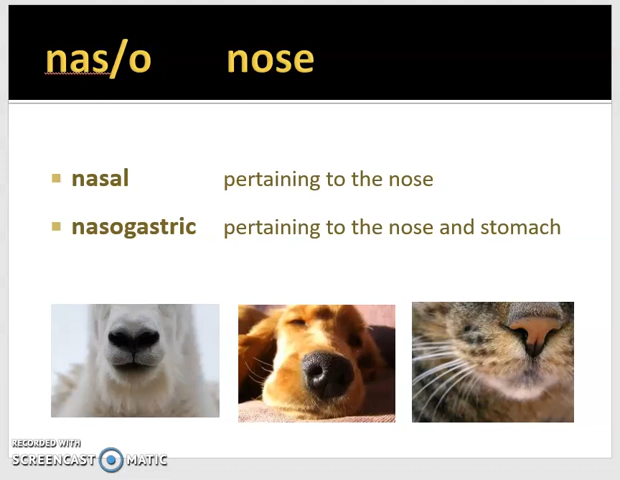 nas/o nose
nasal pertaining to the nose
nasogastric pertaining to the nose and stomach
RECORDED WITH
SCREENCAST MATIC